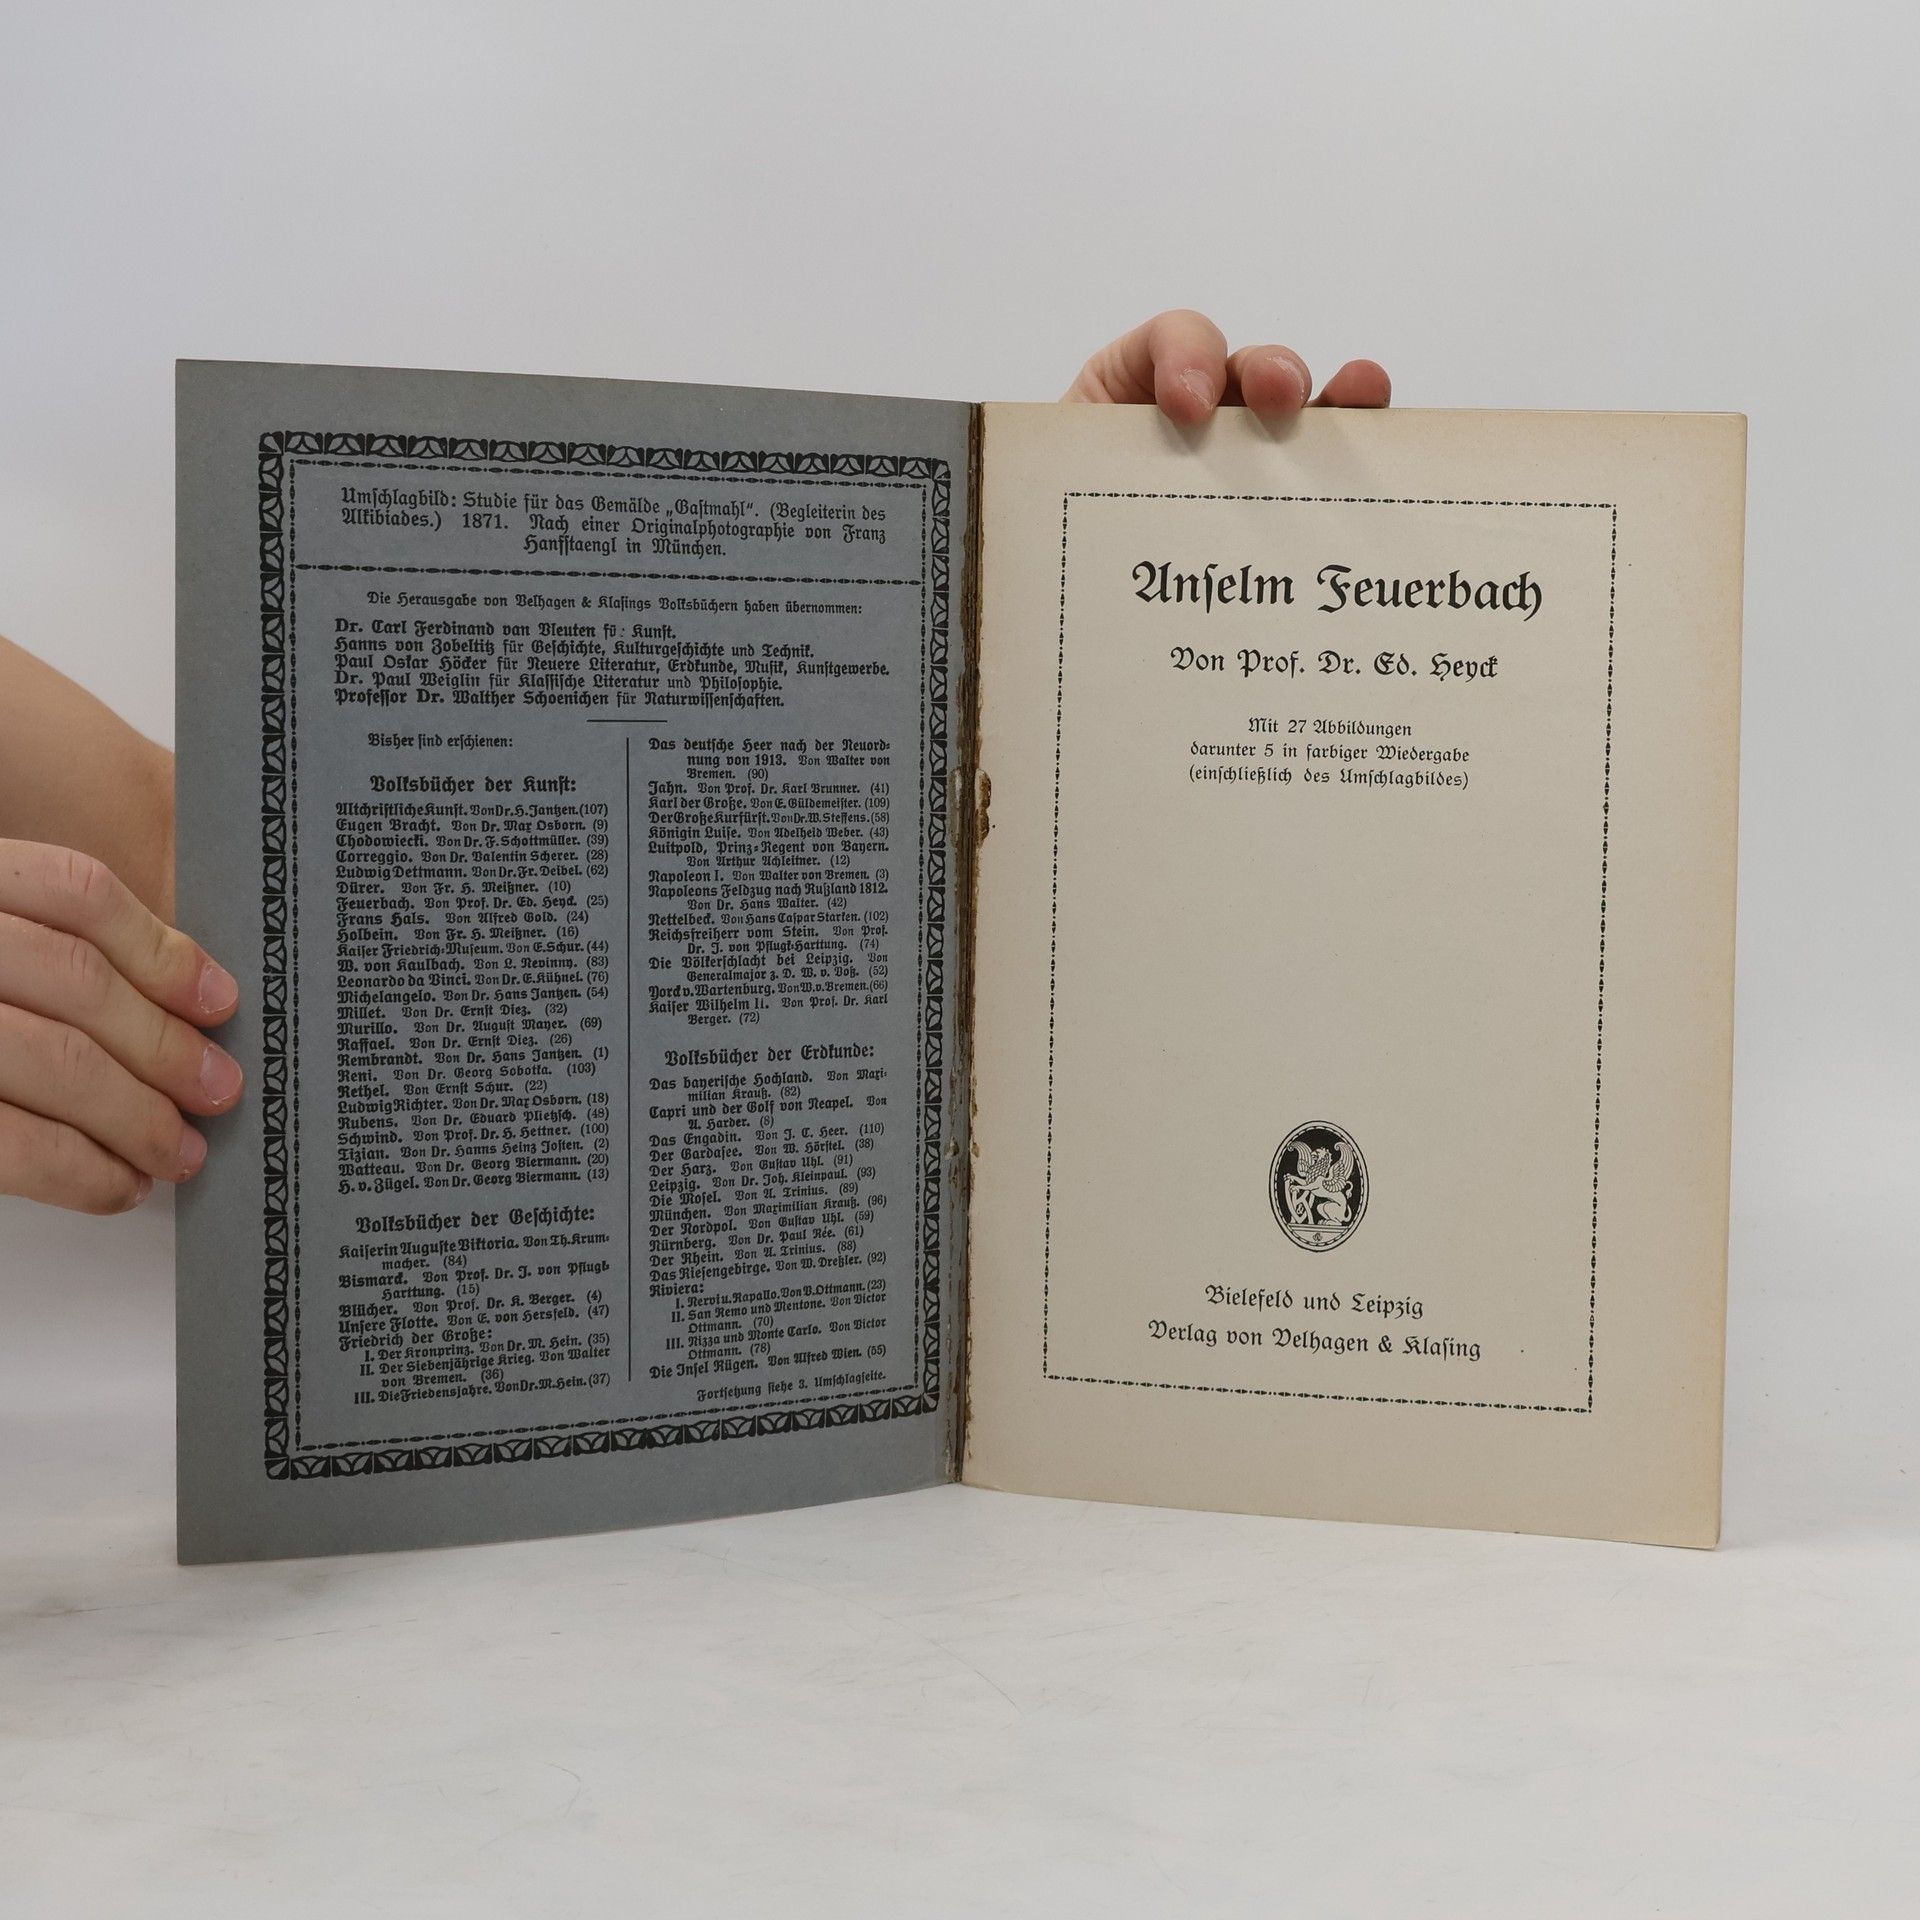 Umschlagbild: Studie für das Gemälde „Gastmahl“. (Begleiterin des
Alkibiades.) 1871. Nach einer Originalphotographie von Franz
Hanfstaengl in München.
Die Herausgabe von Velhagen & Klasings Volksbüchern haben übernommen:
Dr. Carl Ferdinand van Vleuten fü: Kunst.
Hanns von Zobeltitz für Geschichte, Kulturgeschichte und Technik.
Paul Oskar Höcker für Neuere Literatur, Erdkunde, Musik, Kunstgewerbe.
Dr. Paul Weiglin für Klassische Literatur und Philosophie.
Professor Dr. Walther Schoenichen für Naturwissenschaften.
Bisher sind erschienen:
Volksbücher der Kunst:
Altchristliche Kunst. Von Dr. H. Jantzen. (107)
Eugen Bracht. Von Dr. Max Osborn. (9)
Chodowiecki. Von Dr. F. Schottmüller. (39)
Correggio. Von Dr. Valentin Scherer. (28)
Ludwig Dettmann. Von Dr. Fr. Deibel. (62)
Dürer. Von Fr. H. Meißner. (10)
Feuerbach. Von Prof. Dr. Ed. Heyck. (25)
Frans Hals. Von Alfred Gold. (24)
Holbein. Von Fr. H. Meißner. (16)
Kaiser Friedrich-Museum. Von E. Schur. (44)
W. von Kaulbach. Von L. Nevinny. (83)
Leonardo da Vinci. Von Dr. E. Kühnel. (76)
Michelangelo. Von Dr. Hans Jantzen. (54)
Millet. Von Dr. Ernst Diez. (32)
Murillo. Von Dr. August Mayer. (69)
Raffael. Von Dr. Ernst Diez. (26)
Rembrandt. Von Dr. Hans Jantzen. (1)
Reni. Von Dr. Georg Sobotka. (103)
Rethel. Von Ernst Schur. (22)
Ludwig Richter. Von Dr. Max Osborn. (18)
Rubens. Von Dr. Eduard Plietzsch. (48)
Schwind. Von Prof. Dr. H. Hettner. (100)
Tizian. Von Dr. Hanns Heinz Josten. (2)
Watteau. Von Dr. Georg Biermann. (20)
H. v. Zügel. Von Dr. Georg Biermann. (13)
Volksbücher der Geschichte:
Kaiserin Auguste Viktoria. Von Th. Krum-
macher. (84)
Bismarck. Von Prof. Dr. J. von Pflugk-
Harttung. (15)
Blücher. Von Prof. Dr. K. Berger. (4)
Unsere Flotte. Von E. von Hersfeld. (47)
Friedrich der Große:
I. Der Kronprinz. Von Dr. M. Hein. (35)
II. Der Siebenjährige Krieg. Von Walter
von Bremen. (36)
III. Die Friedensjahre. Von Dr. M. Hein. (37)
Das deutsche Heer nach der Neuord-
nung von 1913. Von Walter von
Bremen. (90)
Jahn. Von Prof. Dr. Karl Brunner. (41)
Karl der Große. Von E. Güldemeister. (109)
Der Große Kurfürst. Von Dr. W. Steffens. (58)
Königin Luise. Von Adelheid Weber. (43)
Luitpold, Prinz-Regent von Bayern.
Von Arthur Achleitner. (12)
Napoleon I. Von Walter von Bremen. (3)
Napoleons Feldzug nach Rußland 1812.
Von Dr. Hans Walter. (42)
Nettelbeck. Von Hans Caspar Starken. (102)
Reichsfreiherr vom Stein. Von Prof.
Dr. J. von Pflugk-Harttung. (74)
Die Völkerschlacht bei Leipzig. Von
Generalmajor z. D. W. v. Voß. (52)
Yorck v. Wartenburg. Von W. v. Bremen. (66)
Kaiser Wilhelm II. Von Prof. Dr. Karl
Berger. (72)
Volksbücher der Erdkunde:
Das bayerische Hochland. Von Maxi-
milian Krauß. (82)
Capri und der Golf von Neapel. Von
A. Harder. (8)
Das Engadin. Von J. C. Heer. (110)
Der Gardasee. Von W. Hörstel. (38)
Der Harz. Von Gustav Uhl. (91)
Leipzig. Von Dr. Joh. Kleinpaul. (93)
Die Mosel. Von A. Trinius. (89)
München. Von Maximilian Krauß. (96)
Der Nordpol. Von Gustav Uhl. (59)
Nürnberg. Von Dr. Paul Rée. (61)
Der Rhein. Von A. Trinius. (88)
Das Riesengebirge. Von W. Dreßler. (92)
Riviera:
I. Nervi u. Rapallo. Von V. Ottmann. (23)
II. San Remo und Mentone. Von Victor
Ottmann. (70)
III. Nizza und Monte Carlo. Von Victor
Ottmann. (78)
Die Insel Rügen. Von Alfred Wien. (55)
Fortsetzung siehe 3. Umschlagseite.
Anselm Feuerbach
Von Prof. Dr. Ed. Heyck
Mit 27 Abbildungen
darunter 5 in farbiger Wiedergabe
(einschließlich des Umschlagbildes)
Bielefeld und Leipzig
Verlag von Velhagen & Klasing